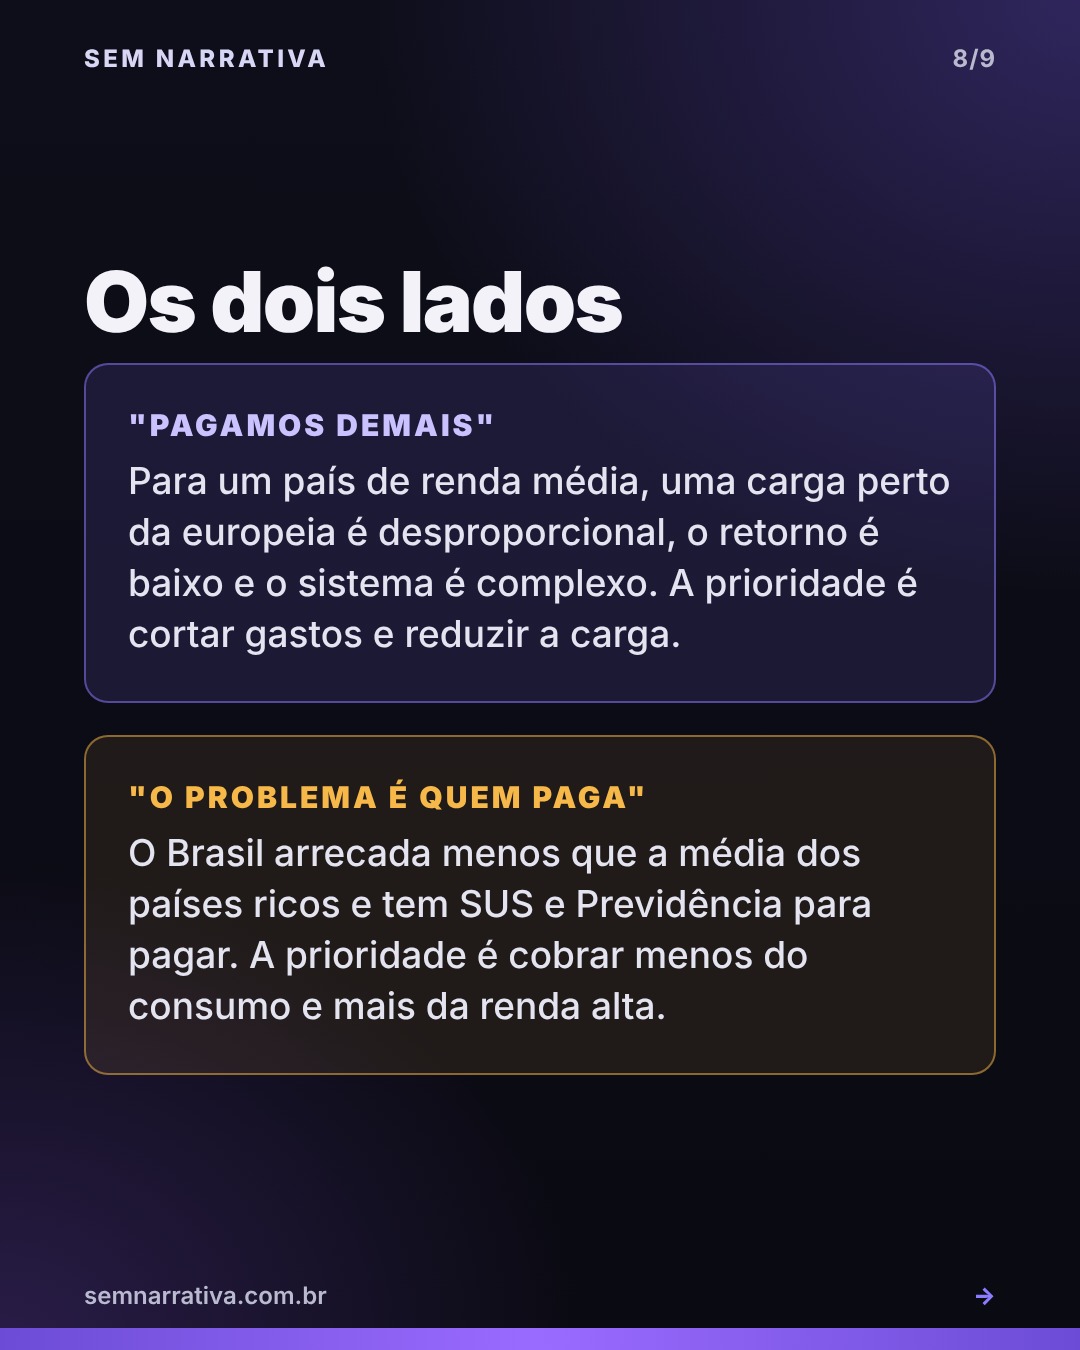 SEM NARRATIVA
8/9
Os dois lados
"PAGAMOS DEMAIS"
Para um país de renda média, uma carga perto
da europeia é desproporcional, o retorno é
baixo e o sistema é complexo. A prioridade é
cortar gastos e reduzir a carga.
"O PROBLEMA É QUEM PAGA"
O Brasil arrecada menos que a média dos
países ricos e tem SUS e Previdência para
pagar. A prioridade é cobrar menos do
consumo e mais da renda alta.
semnarrativa.com.br
→